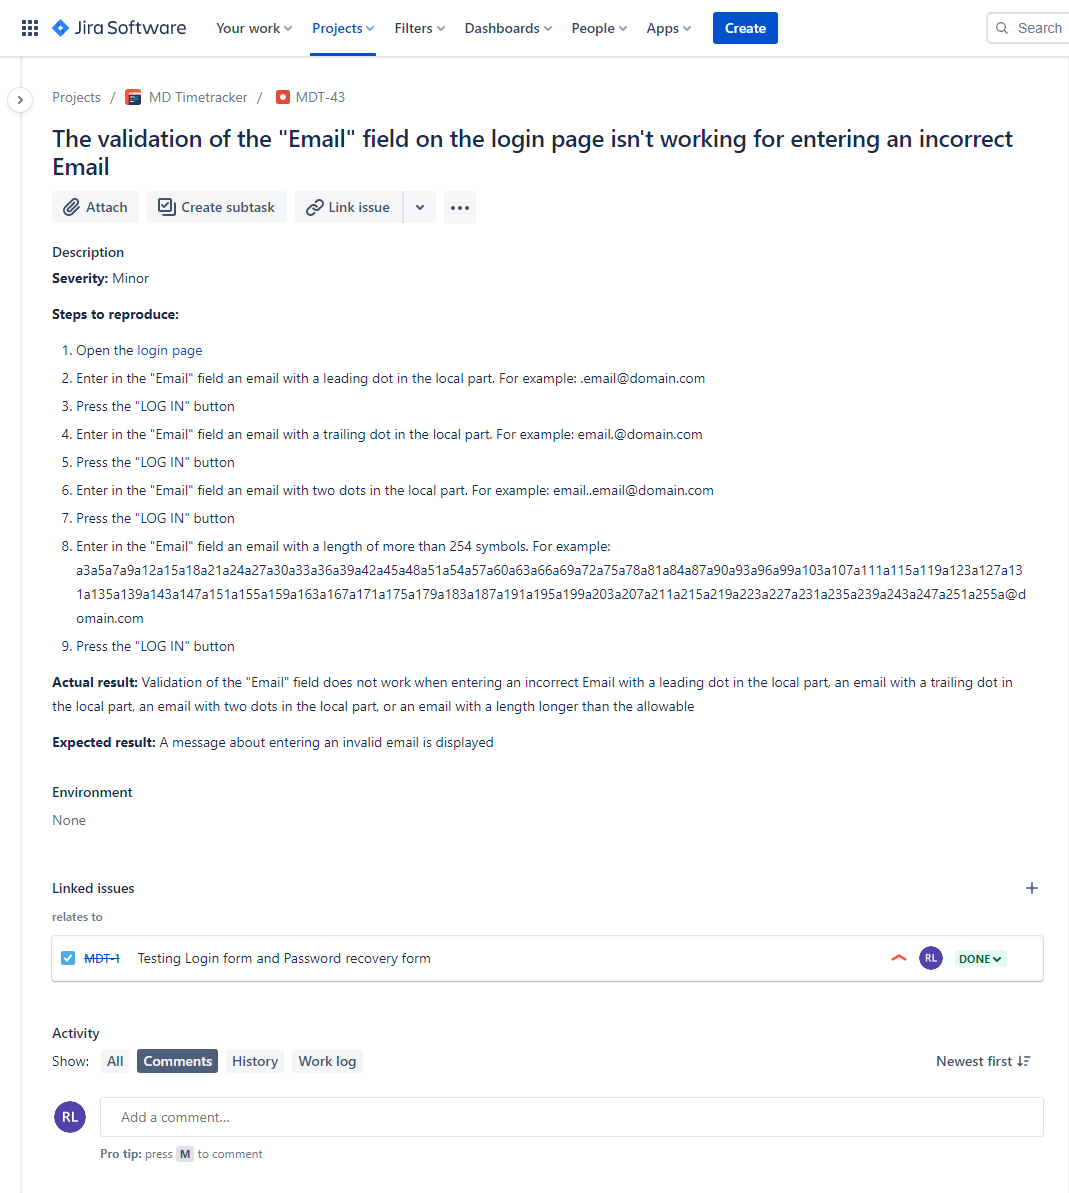 Jira Software
Your work
Projects
Filters
Dashboards
People
Apps
Create
Search
Projects / MD Timetracker / MDT-43
The validation of the "Email" field on the login page isn't working for entering an incorrect
Email
Attach
Create subtask
Link issue
Description
Severity: Minor
Steps to reproduce:
1. Open the login page
2. Enter in the "Email" field an email with a leading dot in the local part. For example: .email@domain.com
3. Press the "LOG IN" button
4. Enter in the "Email" field an email with a trailing dot in the local part. For example: email.@domain.com
5. Press the "LOG IN" button
6. Enter in the "Email" field an email with two dots in the local part. For example: email..email@domain.com
7. Press the "LOG IN" button
8. Enter in the "Email" field an email with a length of more than 254 symbols. For example:
a3a5a7a9a12a15a18a21a24a27a30a33a36a39a42a45a48a51a54a57a60a63a66a69a72a75a78a81a84a87a90a93a96a99a103a107a111a115a119a123a127a131
1a135a139a143a147a151a155a159a163a167a171a175a179a183a187a191a195a199a203a207a211a215a219a223a227a231a235a239a243a247a251a255a@d
omain.com
9. Press the "LOG IN" button
Actual result: Validation of the "Email" field does not work when entering an incorrect Email with a leading dot in the local part, an email with a trailing dot in
the local part, an email with two dots in the local part, or an email with a length longer than the allowable
Expected result: A message about entering an invalid email is displayed
Environment
None
Linked issues
relates to
MDT-1 Testing Login form and Password recovery form RL DONE
Activity
Show: All Comments History Work log Newest first
RL Add a comment...
Pro tip: press M to comment